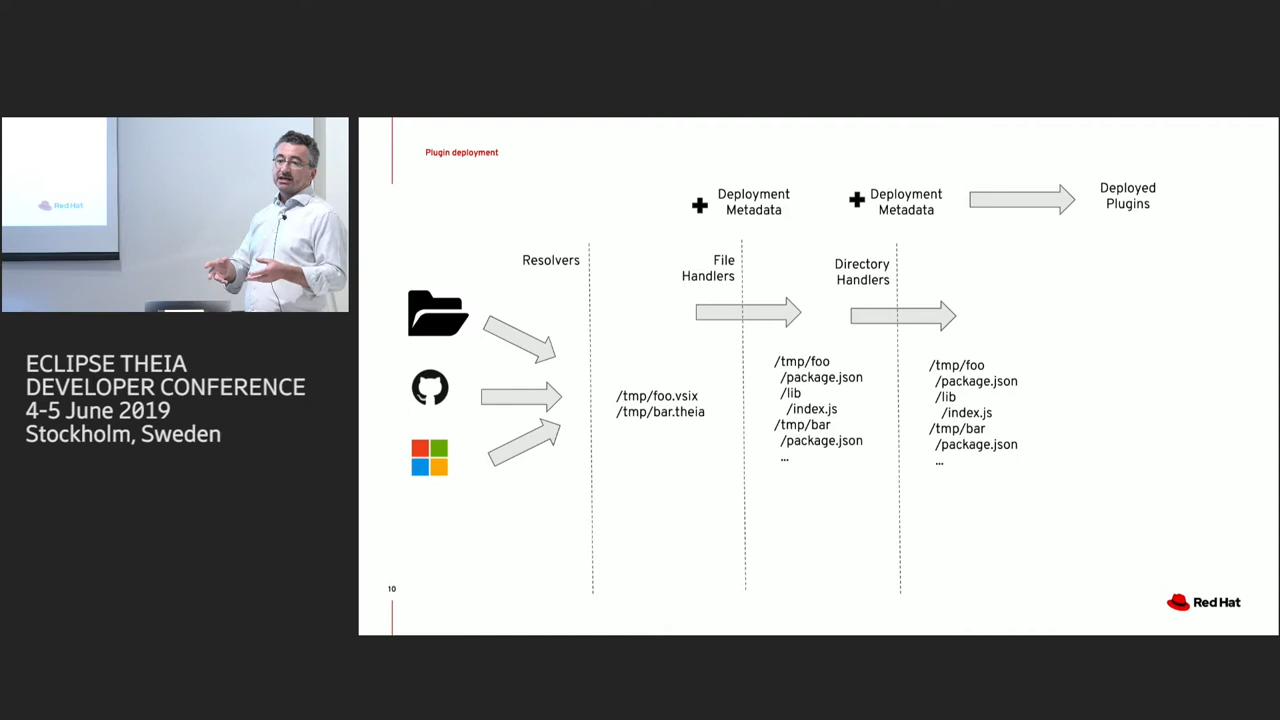 Red Hat
ECLIPSE THEIA
DEVELOPER CONFERENCE
4-5 June 2019
Stockholm, Sweden
Plugin deployment
Deployment
Metadata
Deployment
Metadata
Deployed
Plugins
Resolvers
File
Handlers
Directory
Handlers
/tmp/foo.vsix
/tmp/bar.theia
/tmp/foo
/package.json
/lib
/index.js
/tmp/bar
/package.json
...
/tmp/foo
/package.json
/lib
/index.js
/tmp/bar
/package.json
...
10
Red Hat